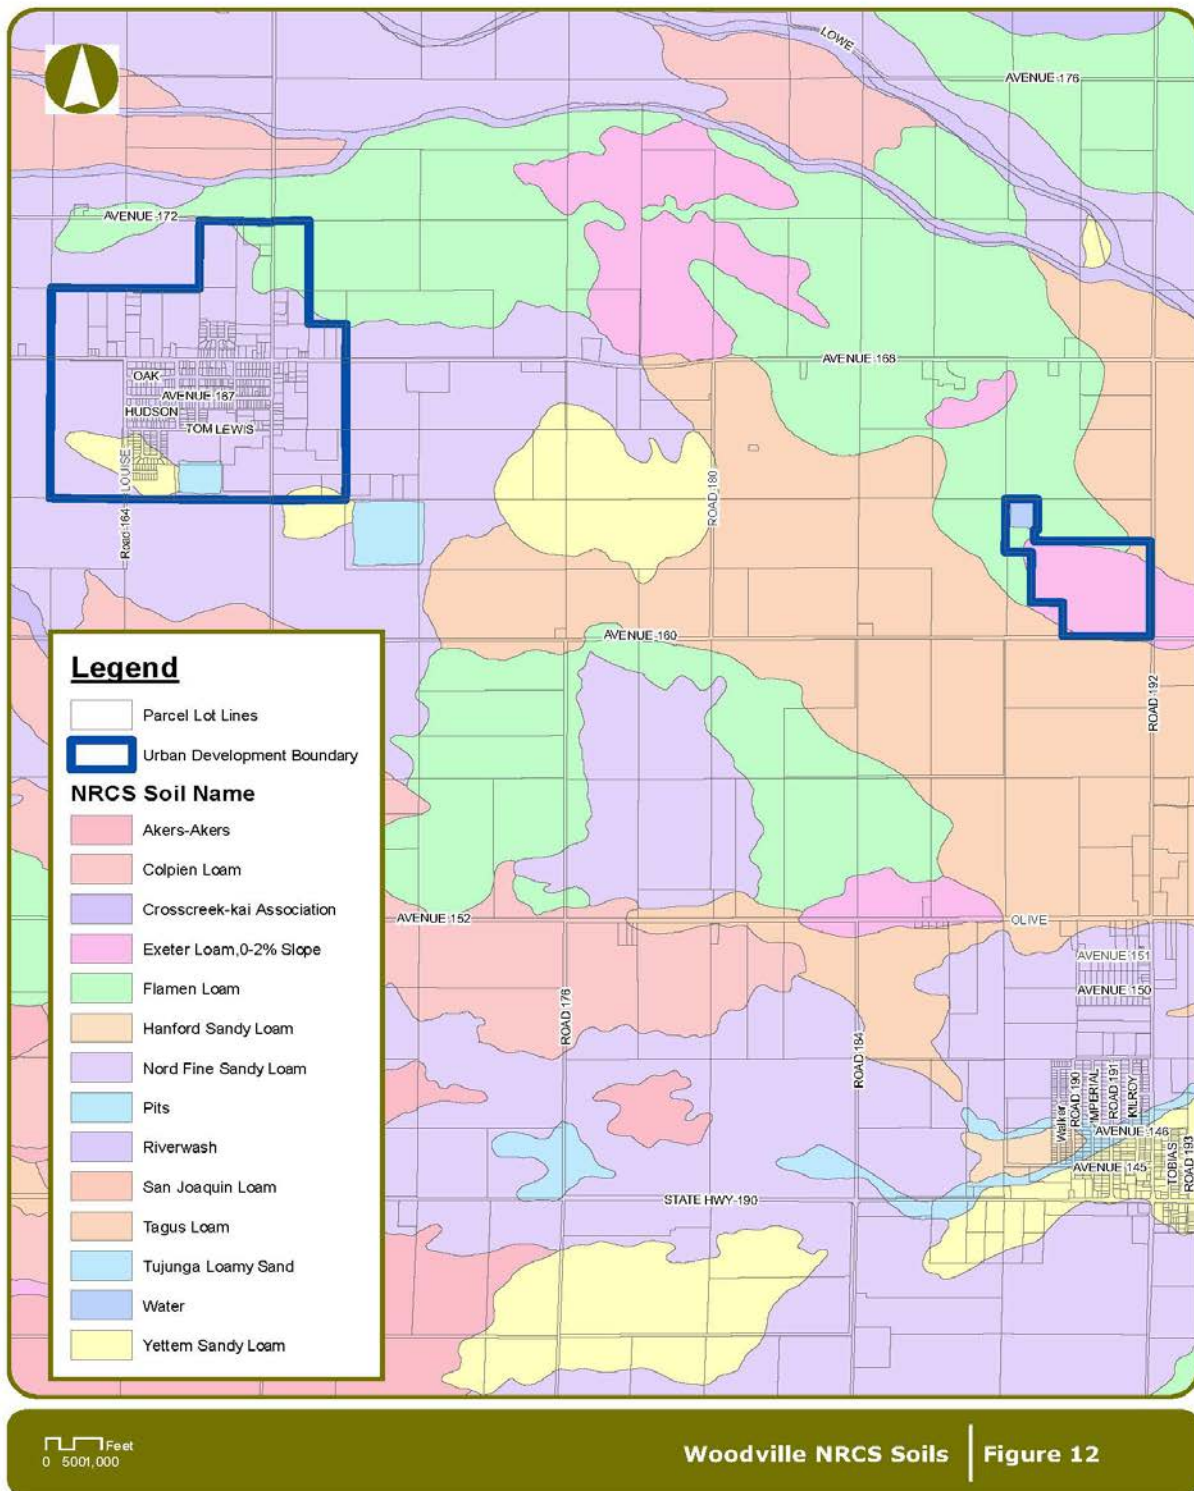 LOWE
AVENUE 176
AVENUE 172
AVENUE 168
OAK
AVENUE 167
HUDSON
TOM LEWIS
LOUISE
Road 164
ROAD 180
AVENUE 160
ROAD 192
AVENUE 152
OLIVE
AVENUE 151
AVENUE 150
ROAD 176
ROAD 184
Walker
ROAD 190
IMPERIAL
ROAD 191
KILROY
AVENUE 146
AVENUE 145
TOBIAS
ROAD 193
STATE HWY 190
Legend
Parcel Lot Lines
Urban Development Boundary
NRCS Soil Name
Akers-Akers
Colpien Loam
Crosscreek-kai Association
Exeter Loam,0-2% Slope
Flamen Loam
Hanford Sandy Loam
Nord Fine Sandy Loam
Pits
Riverwash
San Joaquin Loam
Tagus Loam
Tujunga Loamy Sand
Water
Yettem Sandy Loam
Feet
0 5001,000
Woodville NRCS Soils
Figure 12